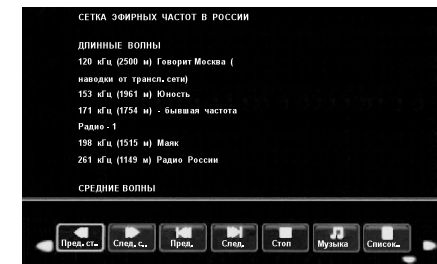 СЕТКА ЭФИРНЫХ ЧАСТОТ В РОССИИ
ДЛИННЫЕ ВОЛНЫ
120 кГц (2500 м) Говорит Москва (
наводки от трансл. сети)
153 кГц (1961 м) Юность
171 кГц (1754 м) - бывшая частота
Радио - 1
198 кГц (1515 м) Маяк
261 кГц (1149 м) Радио России
СРЕДНИЕ ВОЛНЫ
Пред. ст.. След. с.. Пред. След. Стоп Музыка Список..